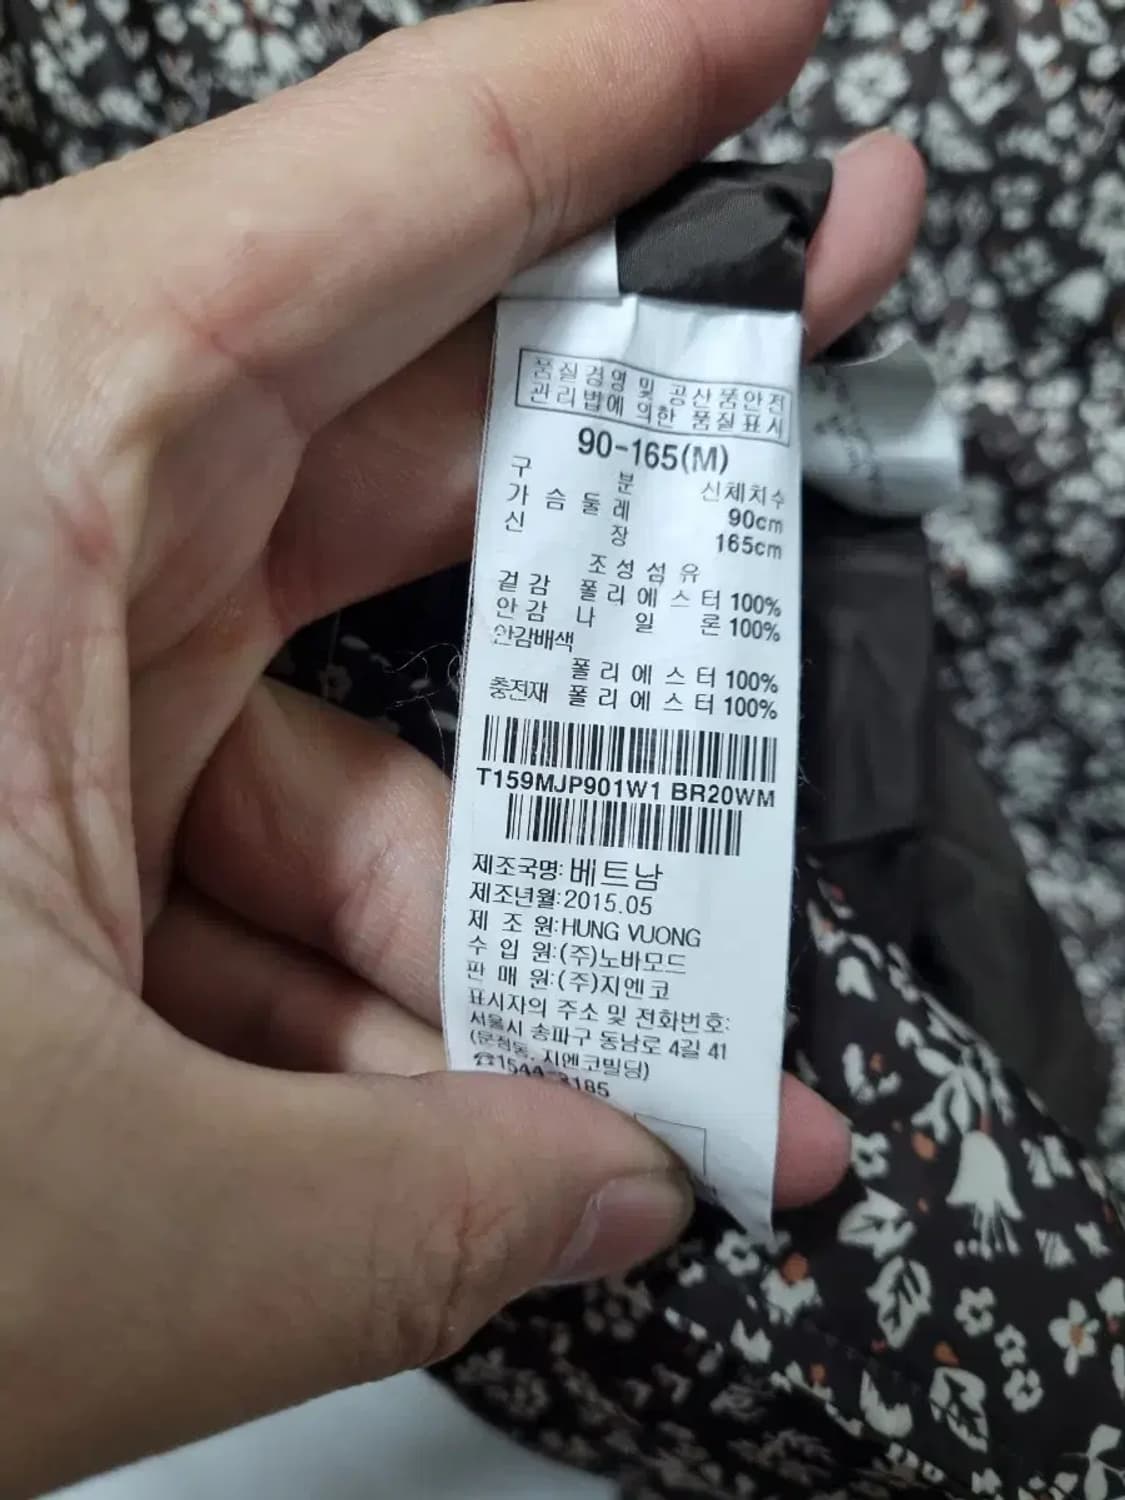 품질경영 및 공산품안전
관리법에 의한 품질표시
90-165(M)
구 분 신체치수
가 슴 둘 레 90cm
신 장 165cm
조 성 섬 유
겉 감 폴 리 에 스 터 100%
안 감 나 일 론 100%
안감배색
폴 리 에 스 터 100%
충전재 폴 리 에 스 터 100%
T159MJP901W1 BR20WM
제조국명: 베트남
제조년월:2015.05
제 조 원:HUNG VUONG
수 입 원:(주)노바모드
판 매 원:(주)지엔코
표시자의 주소 및 전화번호:
서울시 송파구 동남로 4길 41
(문정동, 지엔코빌딩)